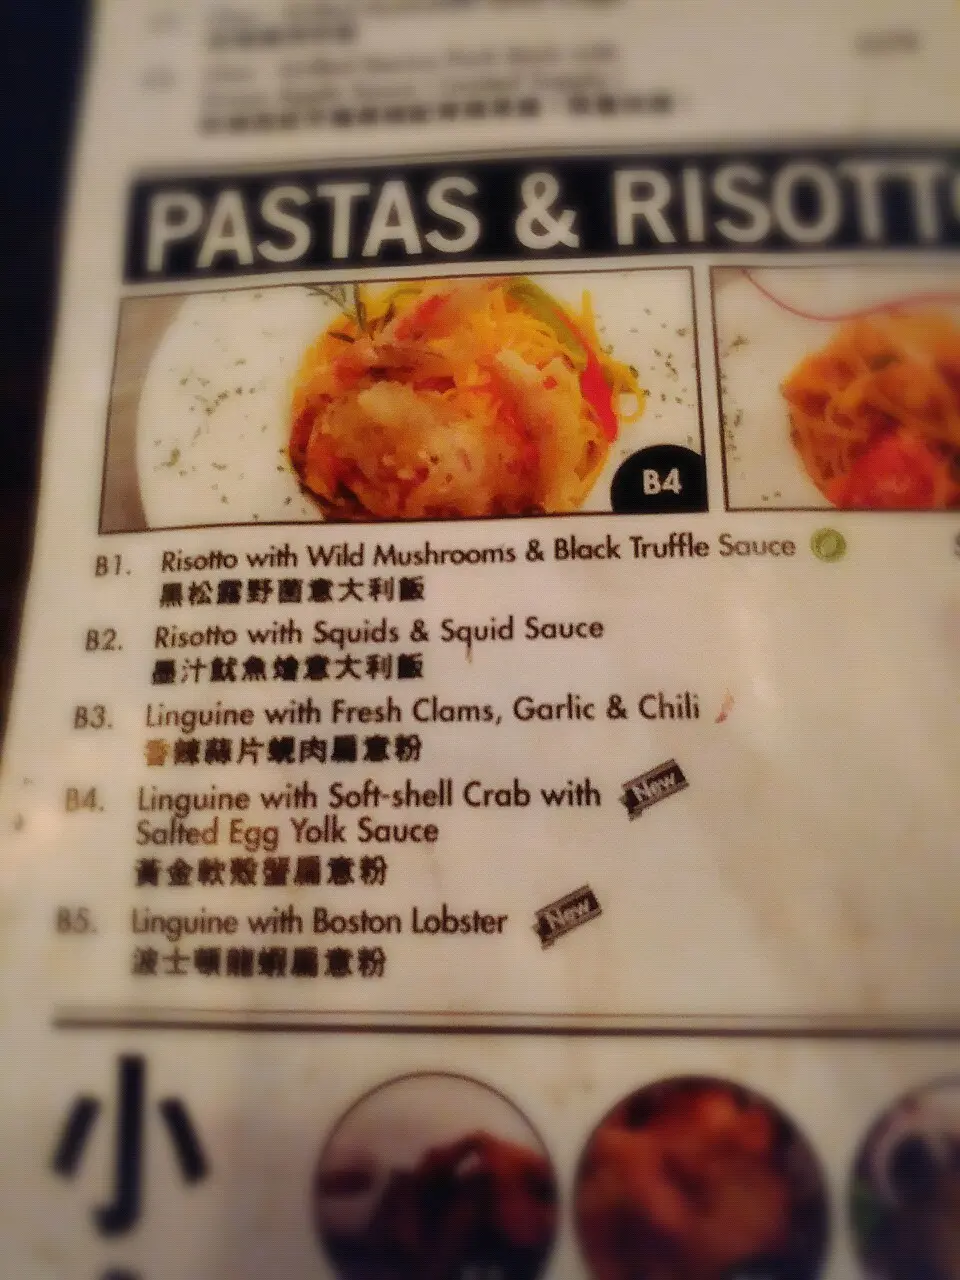 PASTAS & RISOTT
B4
B1. Risotto with Wild Mushrooms & Black Truffle Sauce
黑松露野菌意大利飯
B2. Risotto with Squids & Squid Sauce
墨汁魷魚燴意大利飯
B3. Linguine with Fresh Clams, Garlic & Chili
香辣蒜片蜆肉扁意粉
B4. Linguine with Soft-shell Crab with New
Salted Egg Yolk Sauce
黃金軟殼蟹扁意粉
B5. Linguine with Boston Lobster New
波士頓龍蝦扁意粉
小